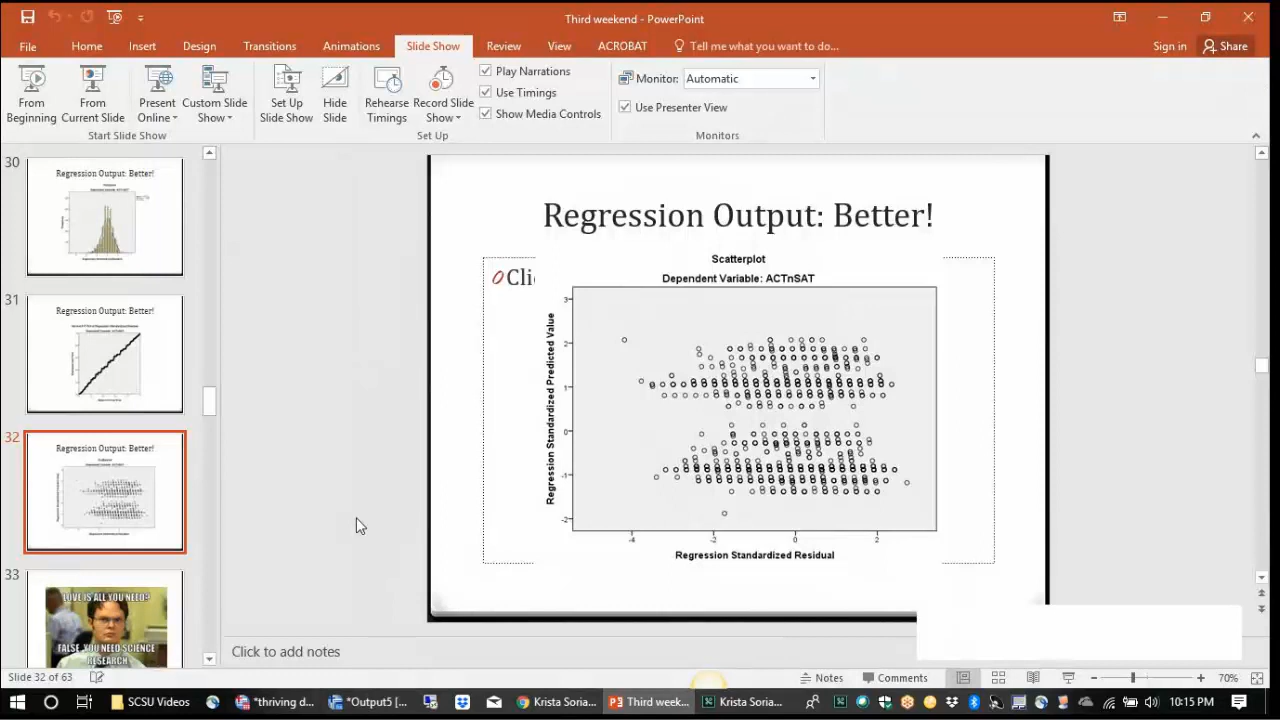 Third weekend - PowerPoint
File Home Insert Design Transitions Animations Slide Show Review View ACROBAT Tell me what you want to do... Sign in Share
From Beginning
From Current Slide
Present Online
Custom Slide Show
Start Slide Show
Set Up Slide Show
Hide Slide
Rehearse Timings
Record Slide Show
Play Narrations
Use Timings
Show Media Controls
Set Up
Monitor: Automatic
Use Presenter View
Monitors
30
Regression Output: Better!
31
Regression Output: Better!
32
Regression Output: Better!
33
LOVE IS ALL YOU NEED?
FALSE. YOU NEED SCIENCE
RESEARCH
Regression Output: Better!
Cli
Scatterplot
Dependent Variable: ACTnSAT
Regression Standardized Predicted Value
3
2
1
0
-1
-2
-4 -2 0 2
Regression Standardized Residual
Click to add notes
Slide 32 of 63 Notes Comments 70%
SCSU Videos *thriving d... *Output5 [... Krista Soria... Third week... Krista Soria... 10:15 PM